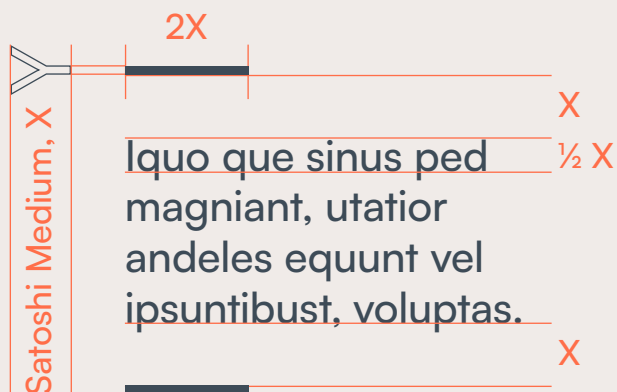 2X
X
½ X
Iquo que sinus ped
magniant, utatior
andeles equunt vel
ipsuntibust, voluptas.
X
Satoshi Medium, X